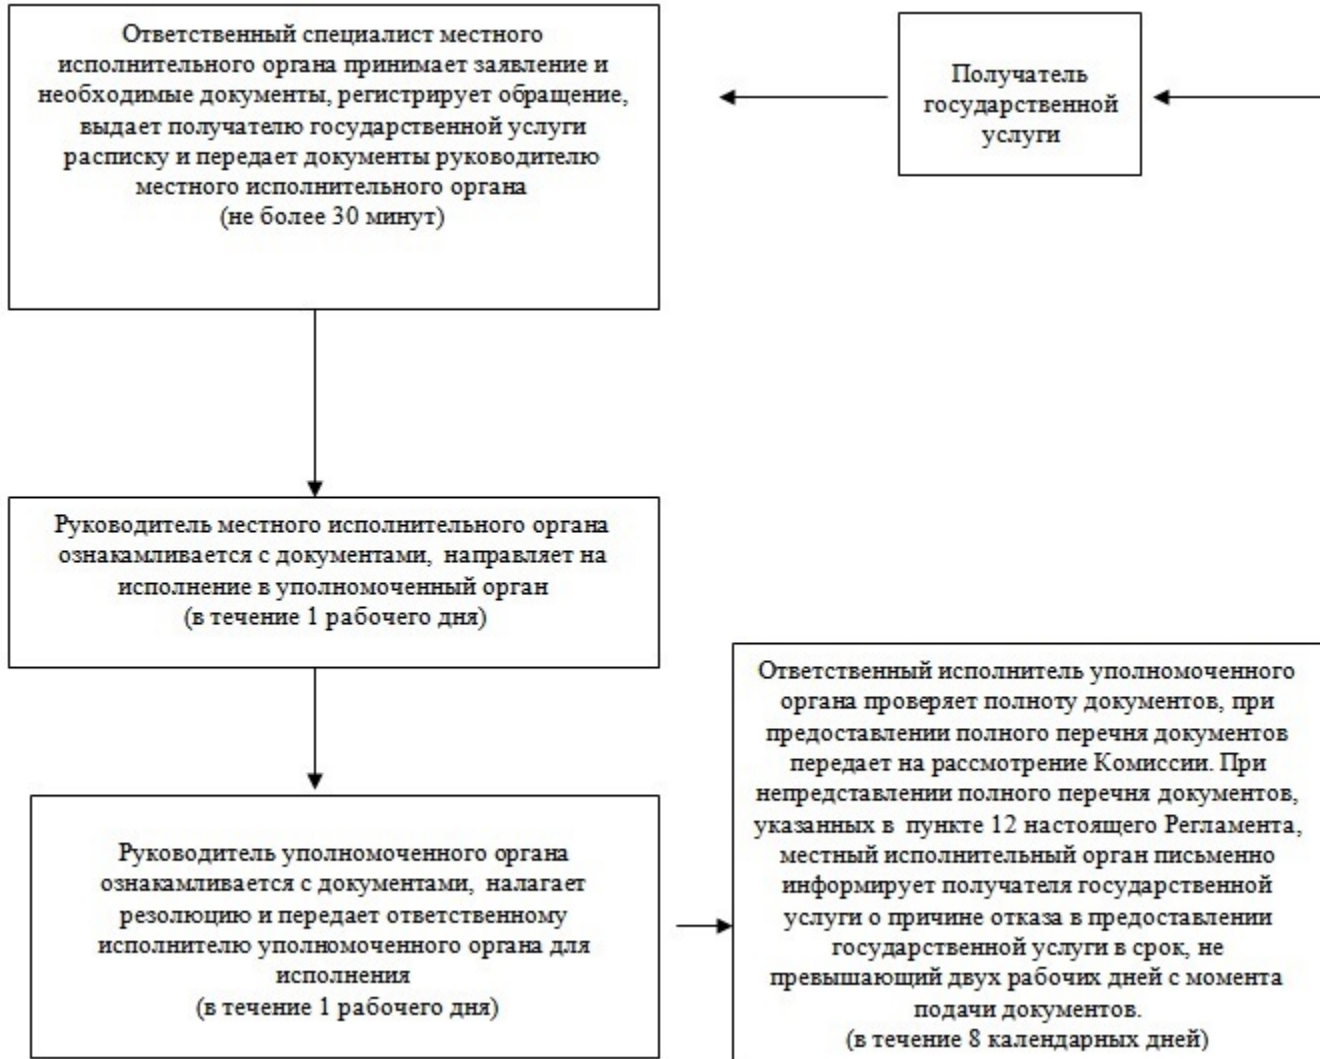 Ответственный специалист местного
исполнительного органа принимает заявление и
необходимые документы, регистрирует обращение,
выдает получателю государственной услуги
расписку и передает документы руководителю
местного исполнительного органа
(не более 30 минут)
Получатель
государственной
услуги
Руководитель местного исполнительного органа
ознакамливается с документами, направляет на
исполнение в уполномоченный орган
(в течение 1 рабочего дня)
Руководитель уполномоченного органа
ознакамливается с документами, налагает
резолюцию и передает ответственному
исполнителю уполномоченного органа для
исполнения
(в течение 1 рабочего дня)
Ответственный исполнитель уполномоченного
органа проверяет полноту документов, при
предоставлении полного перечня документов
передает на рассмотрение Комиссии. При
непредставлении полного перечня документов,
указанных в пункте 12 настоящего Регламента,
местный исполнительный орган письменно
информирует получателя государственной
услуги о причине отказа в предоставлении
государственной услуги в срок, не
превышающий двух рабочих дней с момента
подачи документов.
(в течение 8 календарных дней)